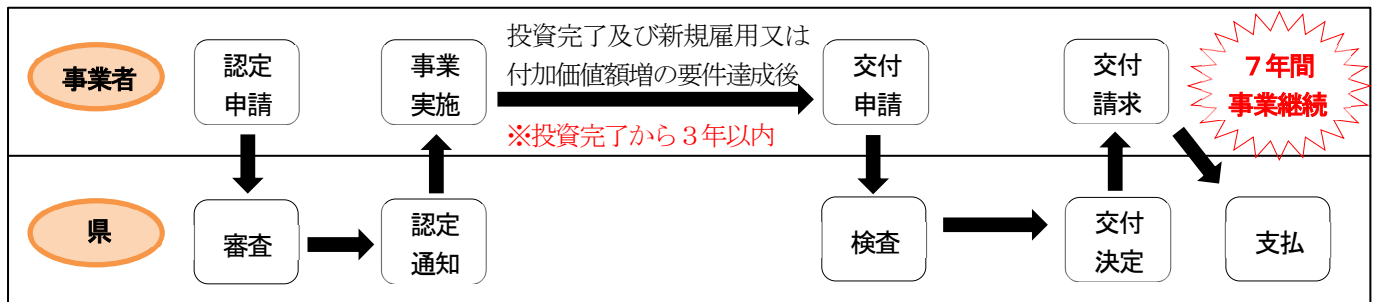 事業者
認定
申請
事業
実施
投資完了及び新規雇用又は
付加価値額増の要件達成後
※投資完了から３年以内
交付
申請
交付
請求
７年間
事業継続
県
審査
認定
通知
検査
交付
決定
支払